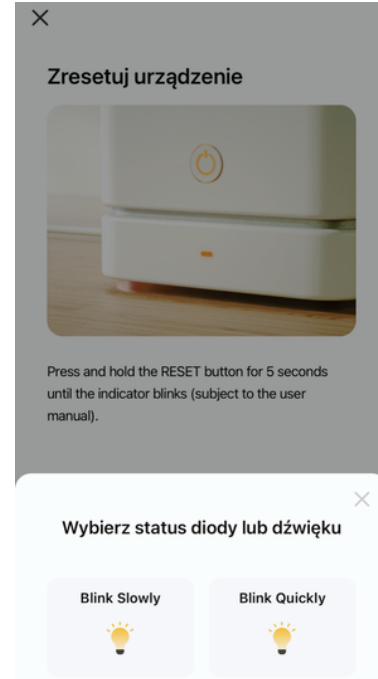 Zresetuj urządzenie
Press and hold the RESET button for 5 seconds
until the indicator blinks (subject to the user
manual).
Wybierz status diody lub dźwięku
Blink Slowly
Blink Quickly